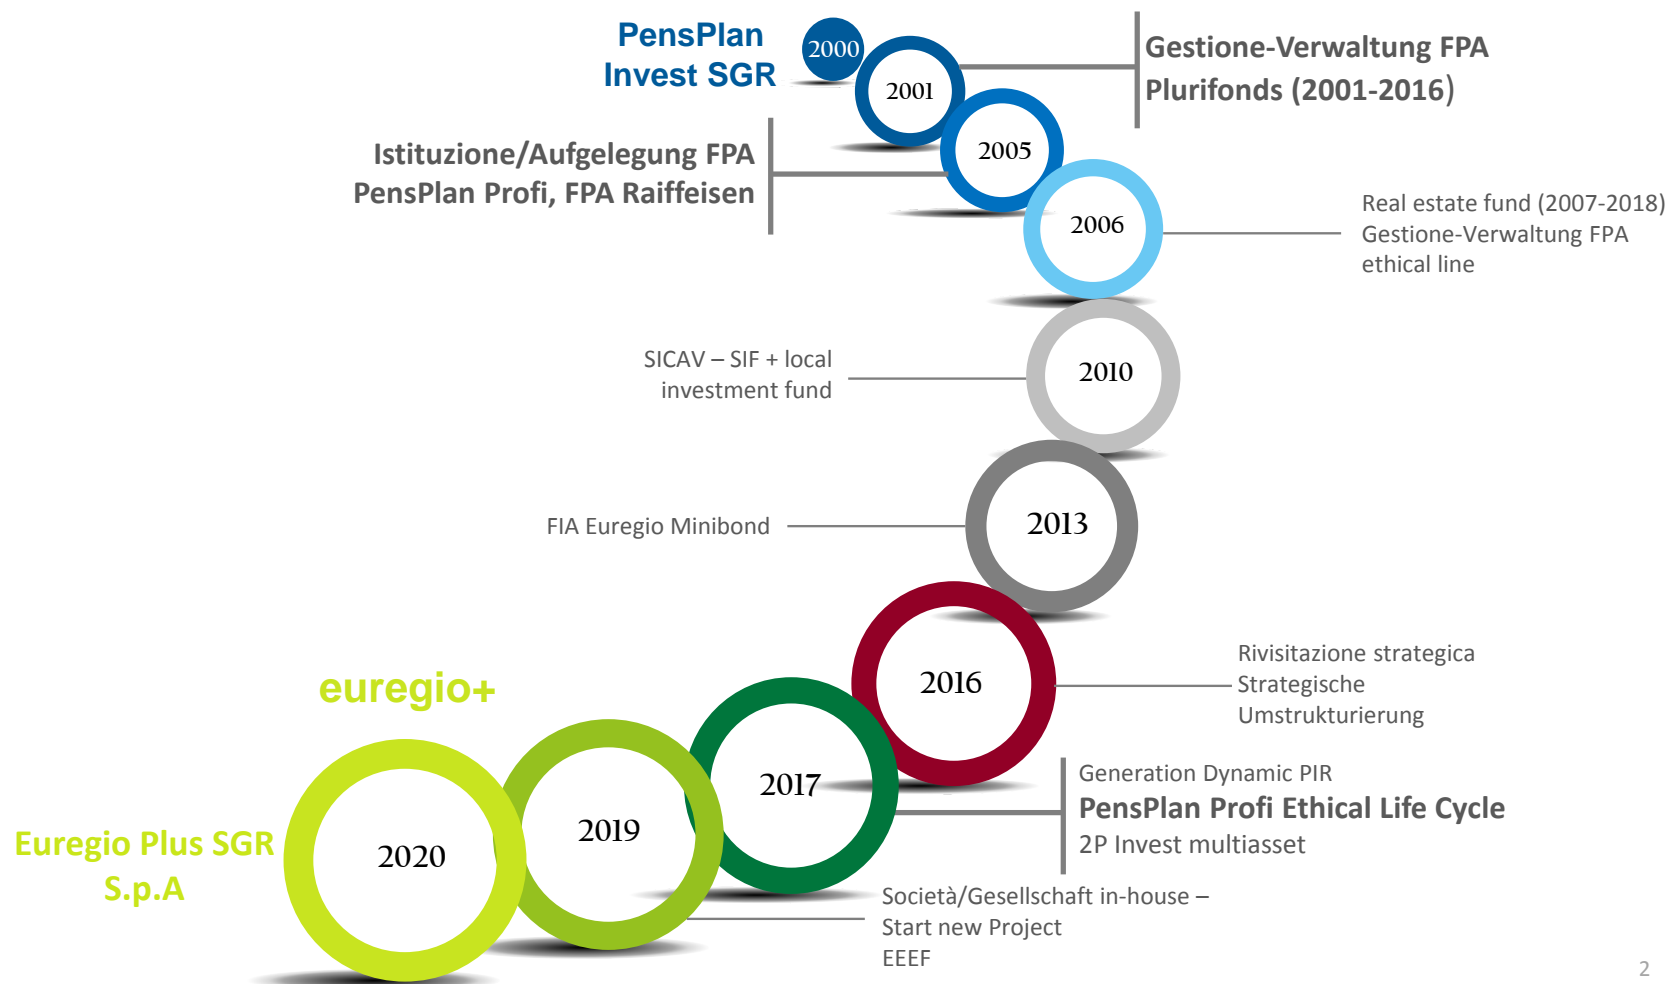 PensPlan
Invest SGR
2000
2001
Gestione-Verwaltung FPA
Plurifonds (2001-2016)
Istituzione/Aufgelegung FPA
PensPlan Profi, FPA Raiffeisen
2005
2006
Real estate fund (2007-2018)
Gestione-Verwaltung FPA
ethical line
SICAV – SIF + local
investment fund
2010
FIA Euregio Minibond
2013
2016
Rivisitazione strategica
Strategische
Umstrukturierung
2017
Generation Dynamic PIR
PensPlan Profi Ethical Life Cycle
2P Invest multiasset
euregio+
2019
Società/Gesellschaft in-house –
Start new Project
EEEF
Euregio Plus SGR
S.p.A
2020
2